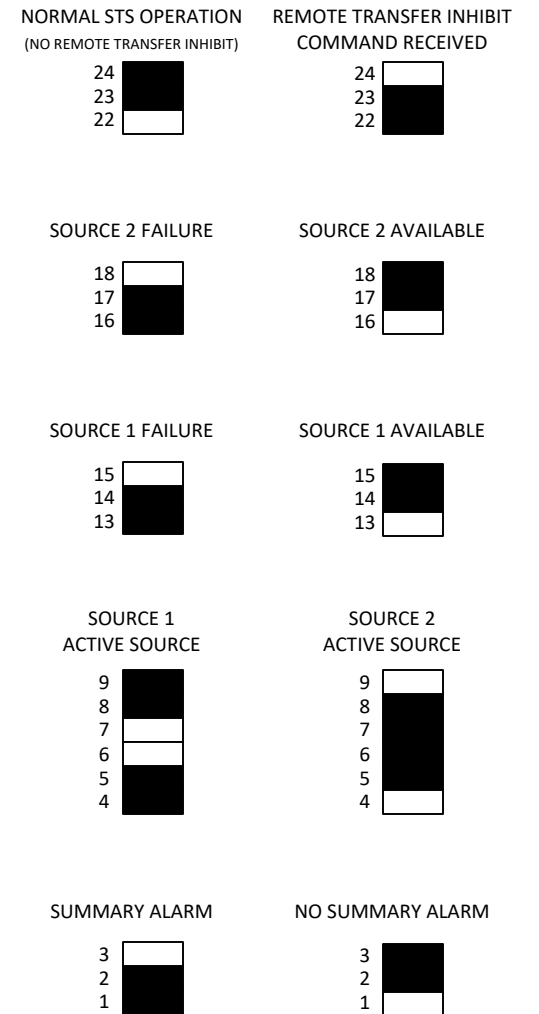 NORMAL STS OPERATION
(NO REMOTE TRANSFER INHIBIT)
24
23
22
REMOTE TRANSFER INHIBIT
COMMAND RECEIVED
24
23
22
SOURCE 2 FAILURE
18
17
16
SOURCE 2 AVAILABLE
18
17
16
SOURCE 1 FAILURE
15
14
13
SOURCE 1 AVAILABLE
15
14
13
SOURCE 1
ACTIVE SOURCE
9
8
7
6
5
4
SOURCE 2
ACTIVE SOURCE
9
8
7
6
5
4
SUMMARY ALARM
3
2
1
NO SUMMARY ALARM
3
2
1